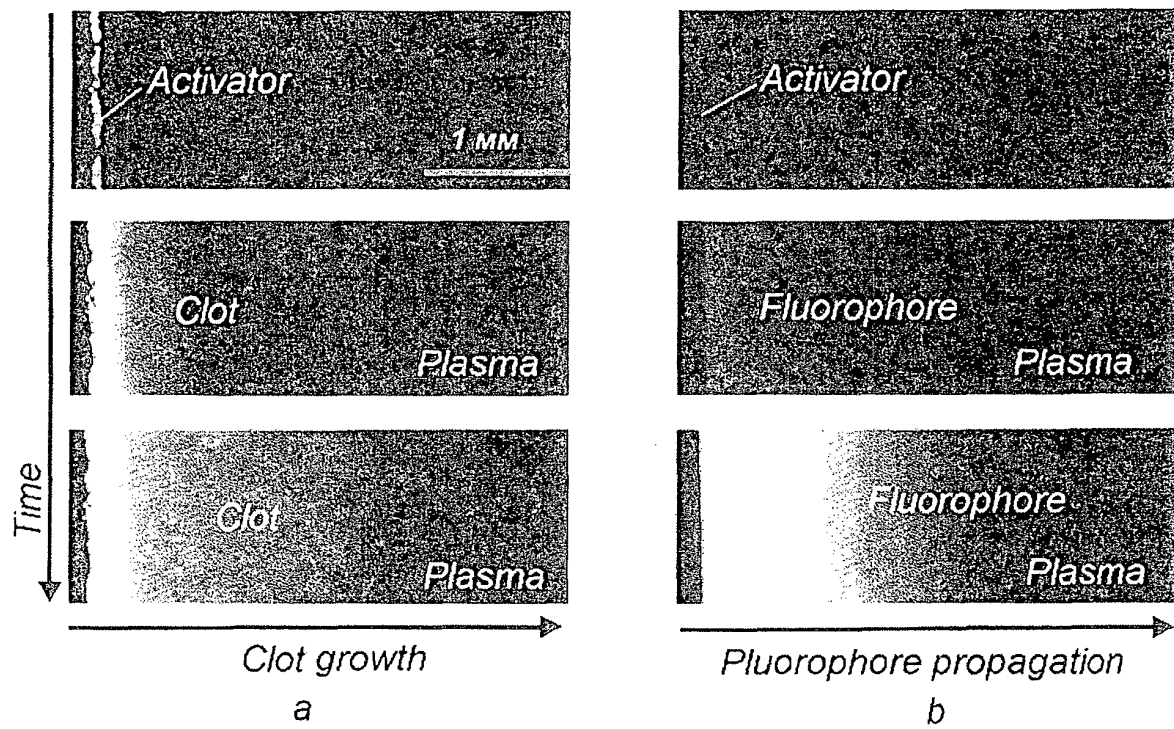 Activator
1 мм
Clot
Plasma
Clot
Plasma
Time
Clot growth
a
Activator
Fluorophore
Plasma
Fluorophore
Plasma
Pluorophore propagation
b